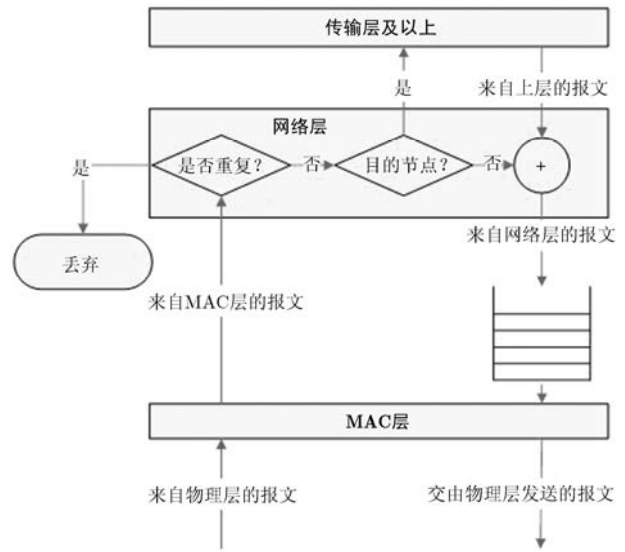 传输层及以上
是
来自上层的报文
网络层
是
是否重复?
否
目的节点?
否
+
来自网络层的报文
丢弃
来自MAC层的报文
MAC层
来自物理层的报文
交由物理层发送的报文